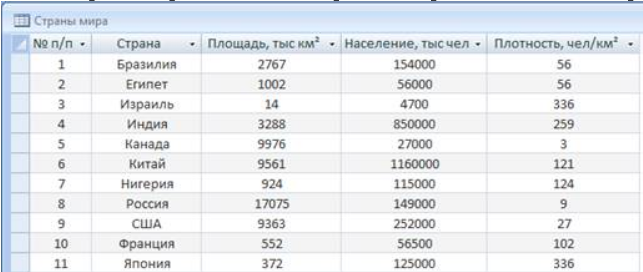 Страны мира
№ п/п Страна Площадь, тыс км² Население, тыс чел Плотность, чел/км²
1 Бразилия 2767 154000 56
2 Египет 1002 56000 56
3 Израиль 14 4700 336
4 Индия 3288 850000 259
5 Канада 9976 27000 3
6 Китай 9561 1160000 121
7 Нигерия 924 115000 124
8 Россия 17075 149000 9
9 США 9363 252000 27
10 Франция 552 56500 102
11 Япония 372 125000 336